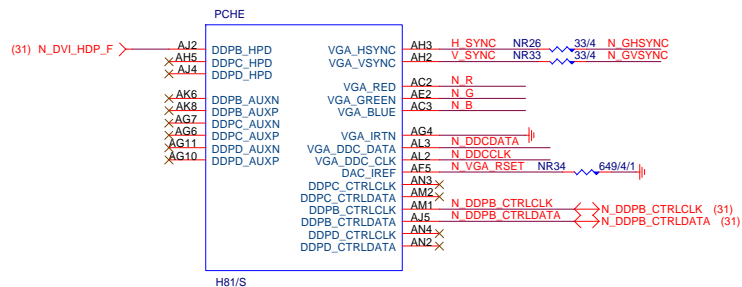 PCHE
(31) N_DVI_HDP_F AJ2 DDPB_HPD VGA_HSYNC AH3 H_SYNC NR26 33/4 N_GHSYNC
AH5 DDPC_HPD VGA_VSYNC AH2 V_SYNC NR33 33/4 N_GVSYNC
AJ4 DDPD_HPD
VGA_RED AC2 N_R
AK6 DDPB_AUXN VGA_GREEN AE2 N_G
AK8 DDPB_AUXP VGA_BLUE AC3 N_B
AG7 DDPC_AUXN
AG6 DDPC_AUXP VGA_IRTN AG4
AG11 DDPD_AUXN VGA_DDC_DATA AL3 N_DDCDATA
AG10 DDPD_AUXP VGA_DDC_CLK AL2 N_DDCCLK
DAC_IREF AF5 N_VGA_RSET NR34 649/4/1
DDPC_CTRLCLK AN3
DDPC_CTRLDATA AM2
DDPB_CTRLCLK AM1 N_DDPB_CTRLCLK N_DDPB_CTRLCLK (31)
DDPB_CTRLDATA AJ5 N_DDPB_CTRLDATA N_DDPB_CTRLDATA (31)
DDPD_CTRLCLK AN4
DDPD_CTRLDATA AN2
H81/S